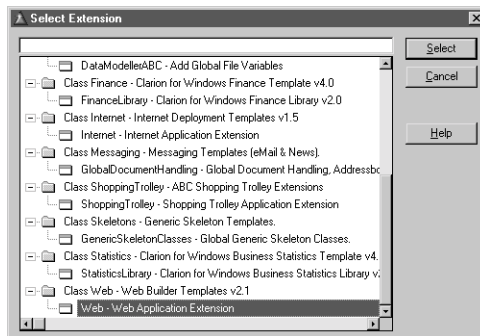 Select Extension
DataModellerABC - Add Global File Variables
Class Finance - Clarion for Windows Finance Template v4.0
FinanceLibrary - Clarion for Windows Finance Library v2.0
Class Internet - Internet Deployment Templates v1.5
Internet - Internet Application Extension
Class Messaging - Messaging Templates (eMail & News).
GlobalDocumentHandling - Global Document Handling, Addressbo
Class ShoppingTrolley - ABC Shopping Trolley Extensions
ShoppingTrolley - Shopping Trolley Application Extension
Class Skeletons - Generic Skeleton Templates.
GenericSkeletonClasses - Global Generic Skeleton Classes.
Class Statistics - Clarion for Windows Business Statistics Template v4.
StatisticsLibrary - Clarion for Windows Business Statistics Library v2
Class Web - Web Builder Templates v2.1
Web - Web Application Extension
Select
Cancel
Help